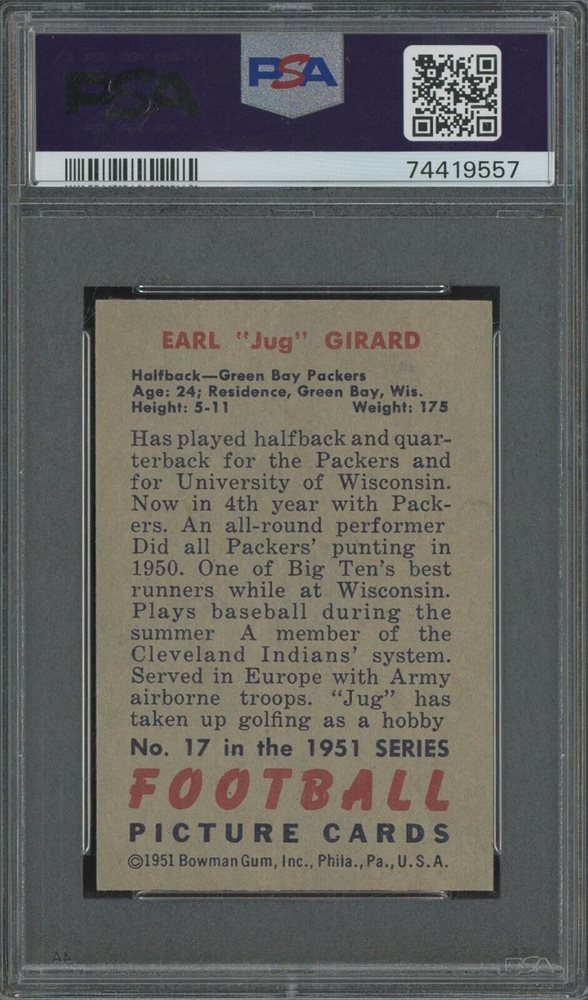 PSA
PSA
74419557
EARL "Jug" GIRARD
Halfback—Green Bay Packers
Age: 24; Residence, Green Bay, Wis.
Height: 5-11 Weight: 175
Has played halfback and quar-
terback for the Packers and
for University of Wisconsin.
Now in 4th year with Pack-
ers. An all-round performer
Did all Packers' punting in
1950. One of Big Ten's best
runners while at Wisconsin.
Plays baseball during the
summer A member of the
Cleveland Indians' system.
Served in Europe with Army
airborne troops. "Jug" has
taken up golfing as a hobby
No. 17 in the 1951 SERIES
FOOTBALL
PICTURE CARDS
©1951 Bowman Gum, Inc., Phila., Pa., U.S.A.
PSA